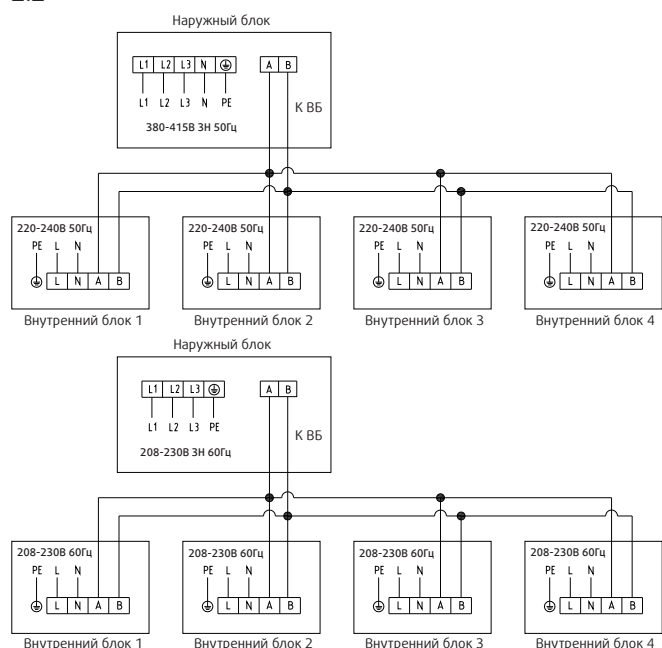 Наружный блок
L1 L2 L3 N A B
L1 L2 L3 N PE
К ВБ
380-415В 3Н 50Гц
220-240В 50Гц 220-240В 50Гц 220-240В 50Гц 220-240В 50Гц
PE L N PE L N PE L N PE L N
L N A B L N A B L N A B L N A B
Внутренний блок 1 Внутренний блок 2 Внутренний блок 3 Внутренний блок 4
Наружный блок
L1 L2 L3 A B
L1 L2 L3 PE
К ВБ
208-230В 3Н 60Гц
208-230В 60Гц 208-230В 60Гц 208-230В 60Гц 208-230В 60Гц
PE L N PE L N PE L N PE L N
L N A B L N A B L N A B L N A B
Внутренний блок 1 Внутренний блок 2 Внутренний блок 3 Внутренний блок 4